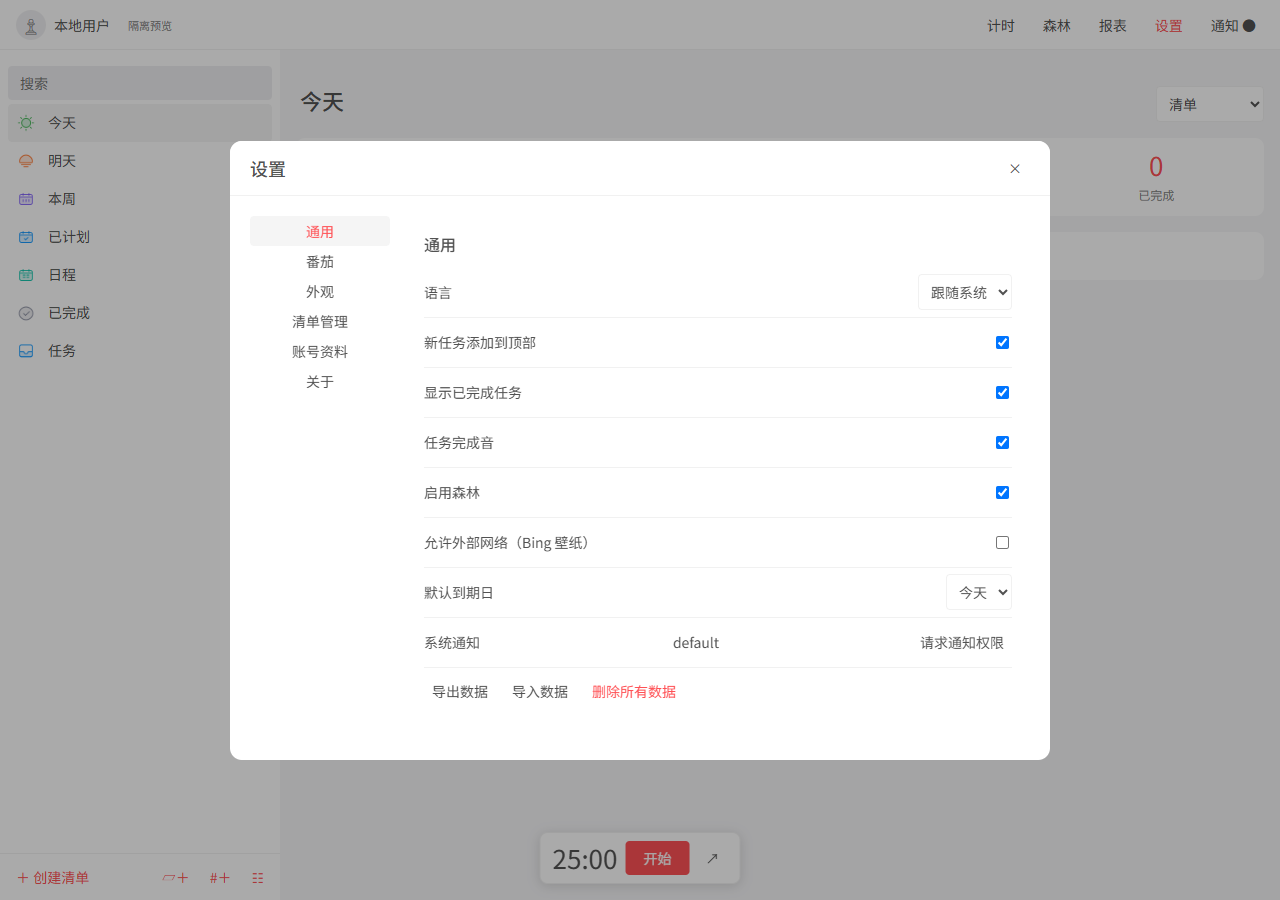 本地用户 隔离预览 计时 森林 报表 设置 通知
搜索
今天
明天
本周
已计划
日程
已完成
任务
+ 创建清单 #+
今天 清单
0
已完成
设置 ×
通用
番茄
外观
清单管理
账号资料
关于
通用
语言 跟随系统
新任务添加到顶部
显示已完成任务
任务完成音
启用森林
允许外部网络（Bing 壁纸）
默认到期日 今天
系统通知 default 请求通知权限
导出数据 导入数据 删除所有数据
25:00 开始 ↗